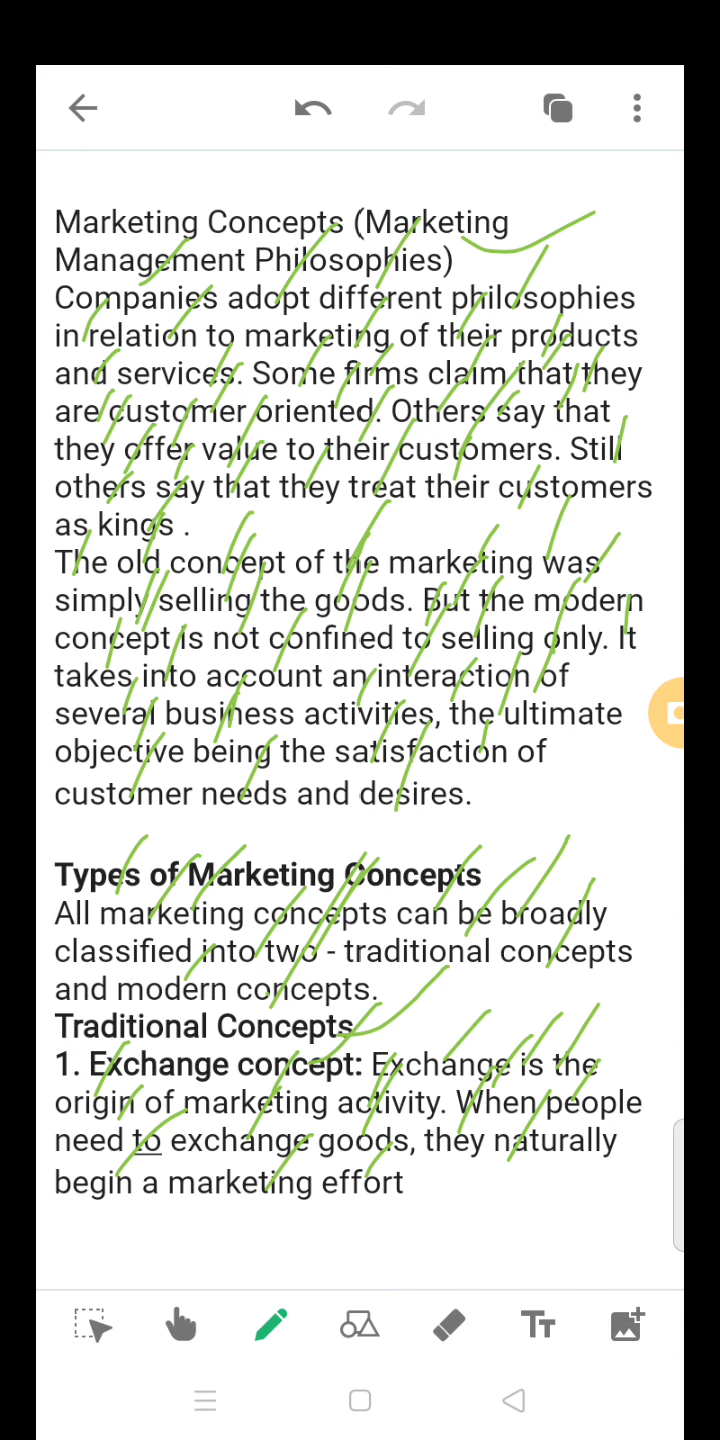 Marketing Concepts (Marketing
Management Philosophies)
Companies adopt different philosophies
in relation to marketing of their products
and services. Some firms claim that they
are customer oriented. Others say that
they offer value to their customers. Still
others say that they treat their customers
as kings .
The old concept of the marketing was
simply selling the goods. But the modern
concept is not confined to selling only. It
takes into account an interaction of
several business activities, the ultimate
objective being the satisfaction of
customer needs and desires.
Types of Marketing Concepts
All marketing concepts can be broadly
classified into two - traditional concepts
and modern concepts.
Traditional Concepts
1. Exchange concept: Exchange is the
origin of marketing activity. When people
need to exchange goods, they naturally
begin a marketing effort
TT